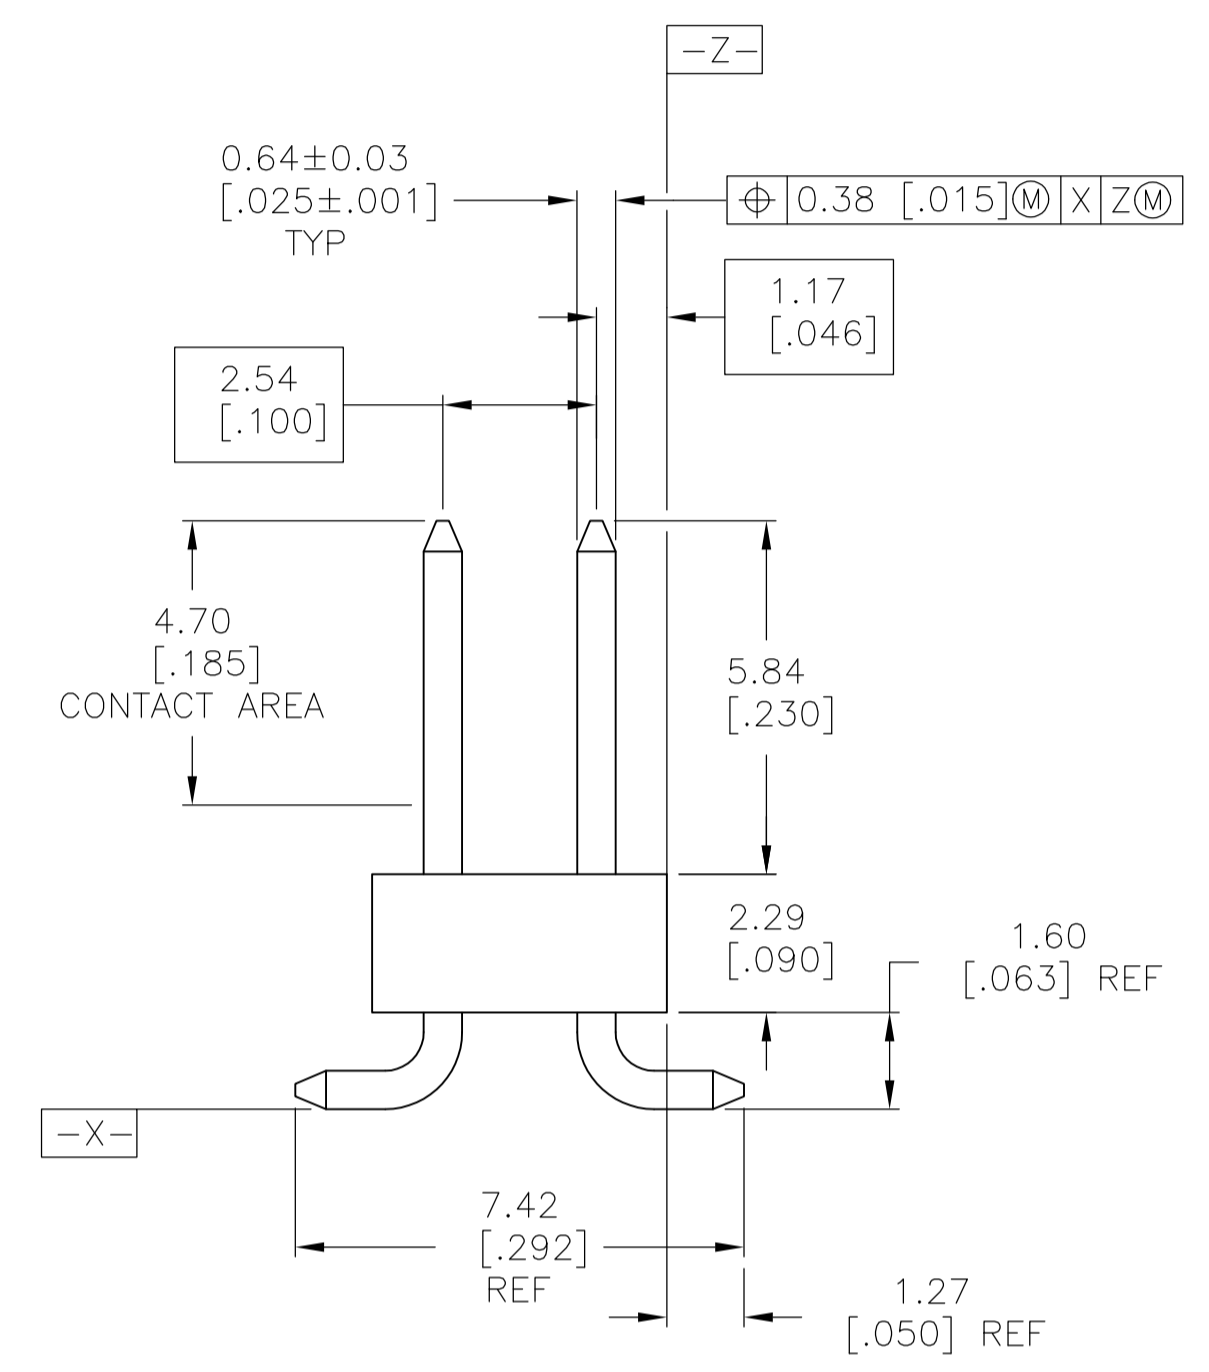 −Z−
0.64±0.03
[.025±.001]
TYP
⌖ 0.38 [.015]Ⓜ X ZⓂ
1.17
[.046]
2.54
[.100]
4.70
[.185]
CONTACT AREA
5.84
[.230]
2.29
[.090]
1.60
[.063] REF
−X−
7.42
[.292]
REF
1.27
[.050] REF